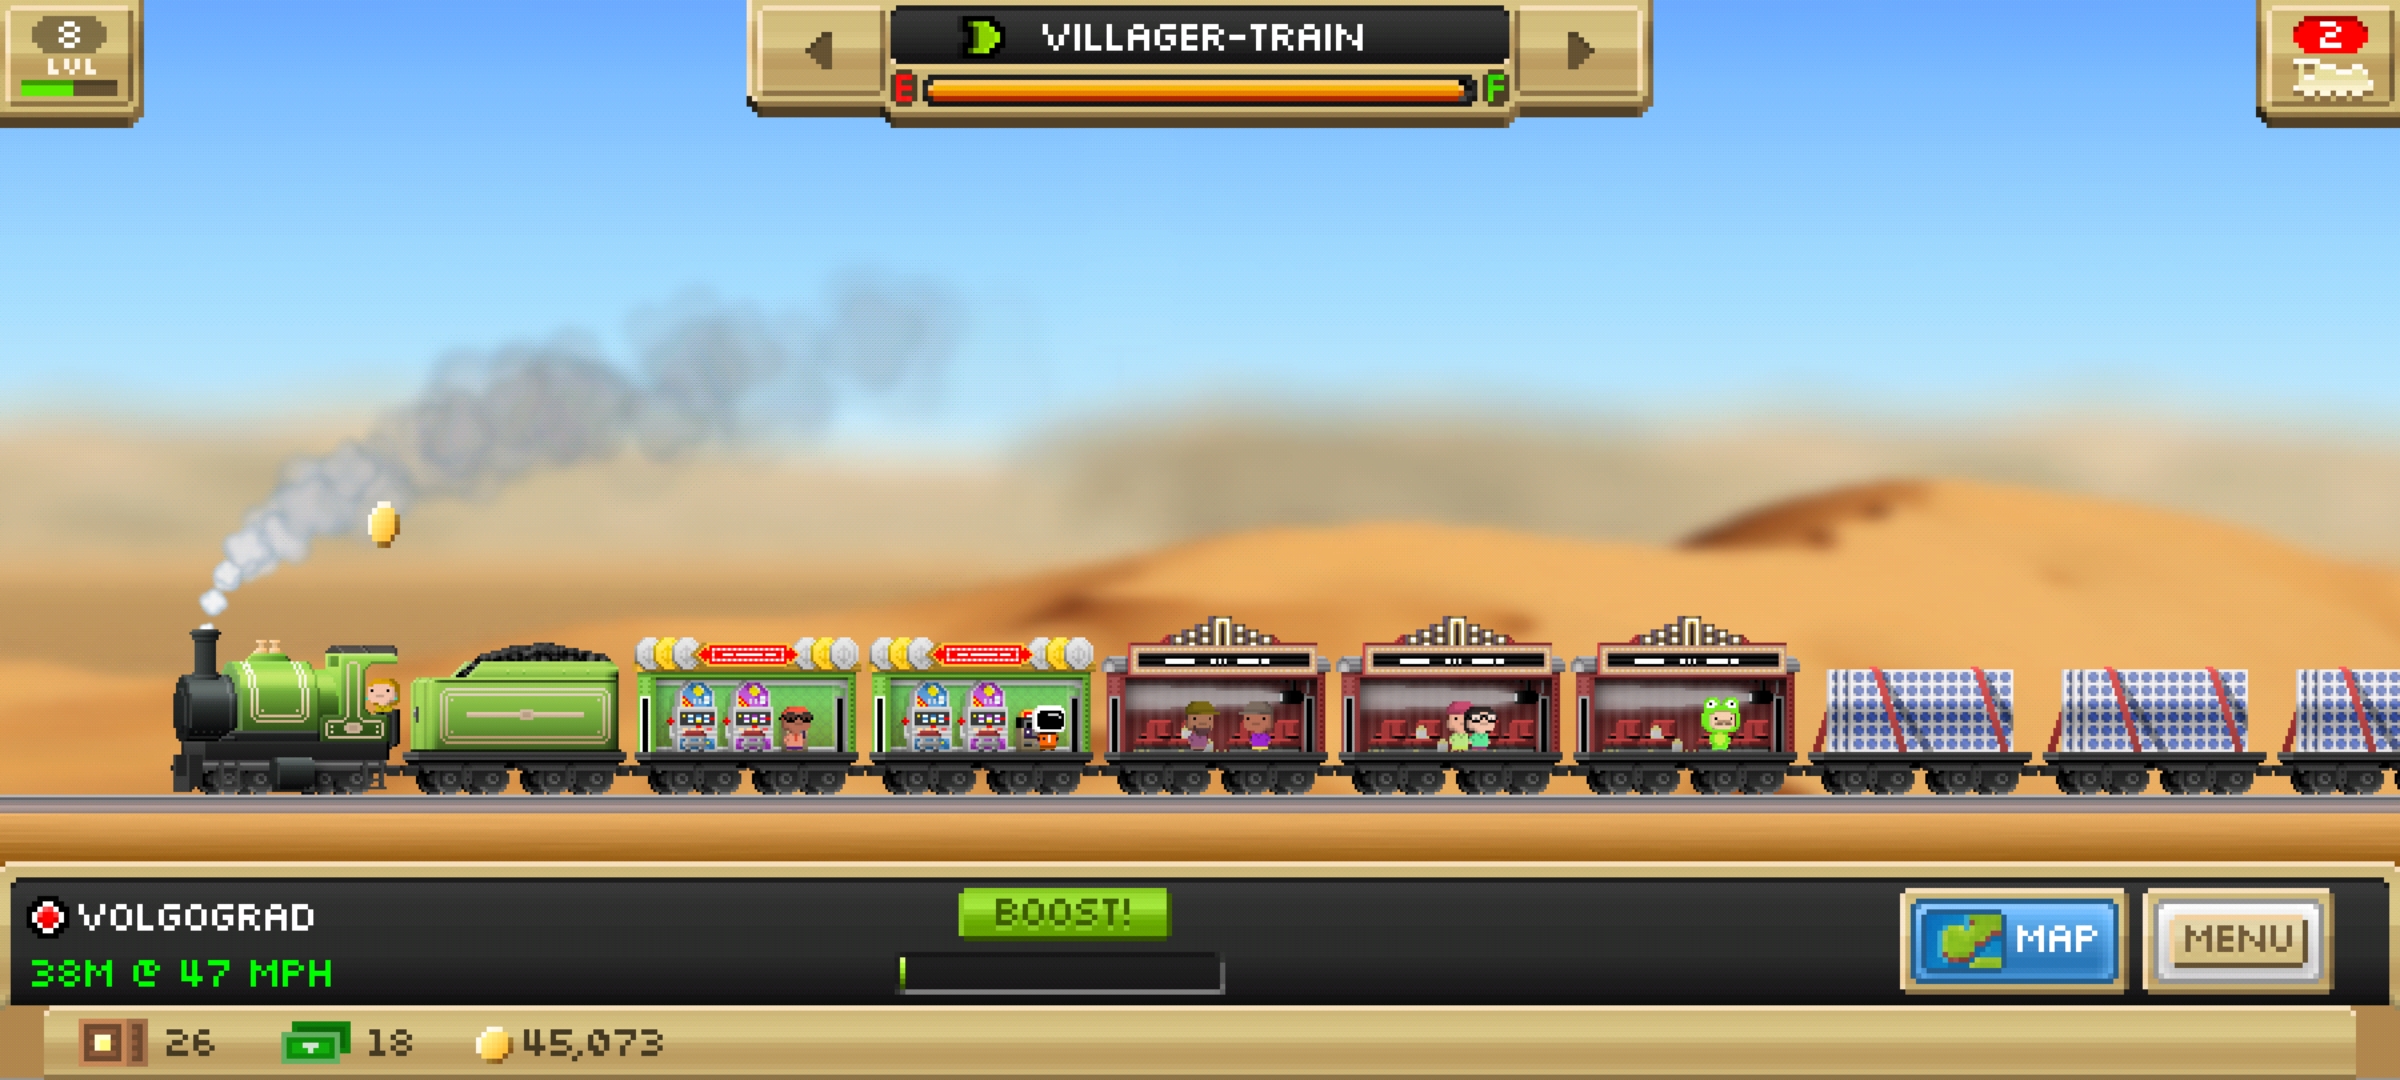 8
LVL
VILLAGER-TRAIN
E F
2
VOLGOGRAD
38M @ 47 MPH
BOOST!
MAP
MENU
26
18
45,073